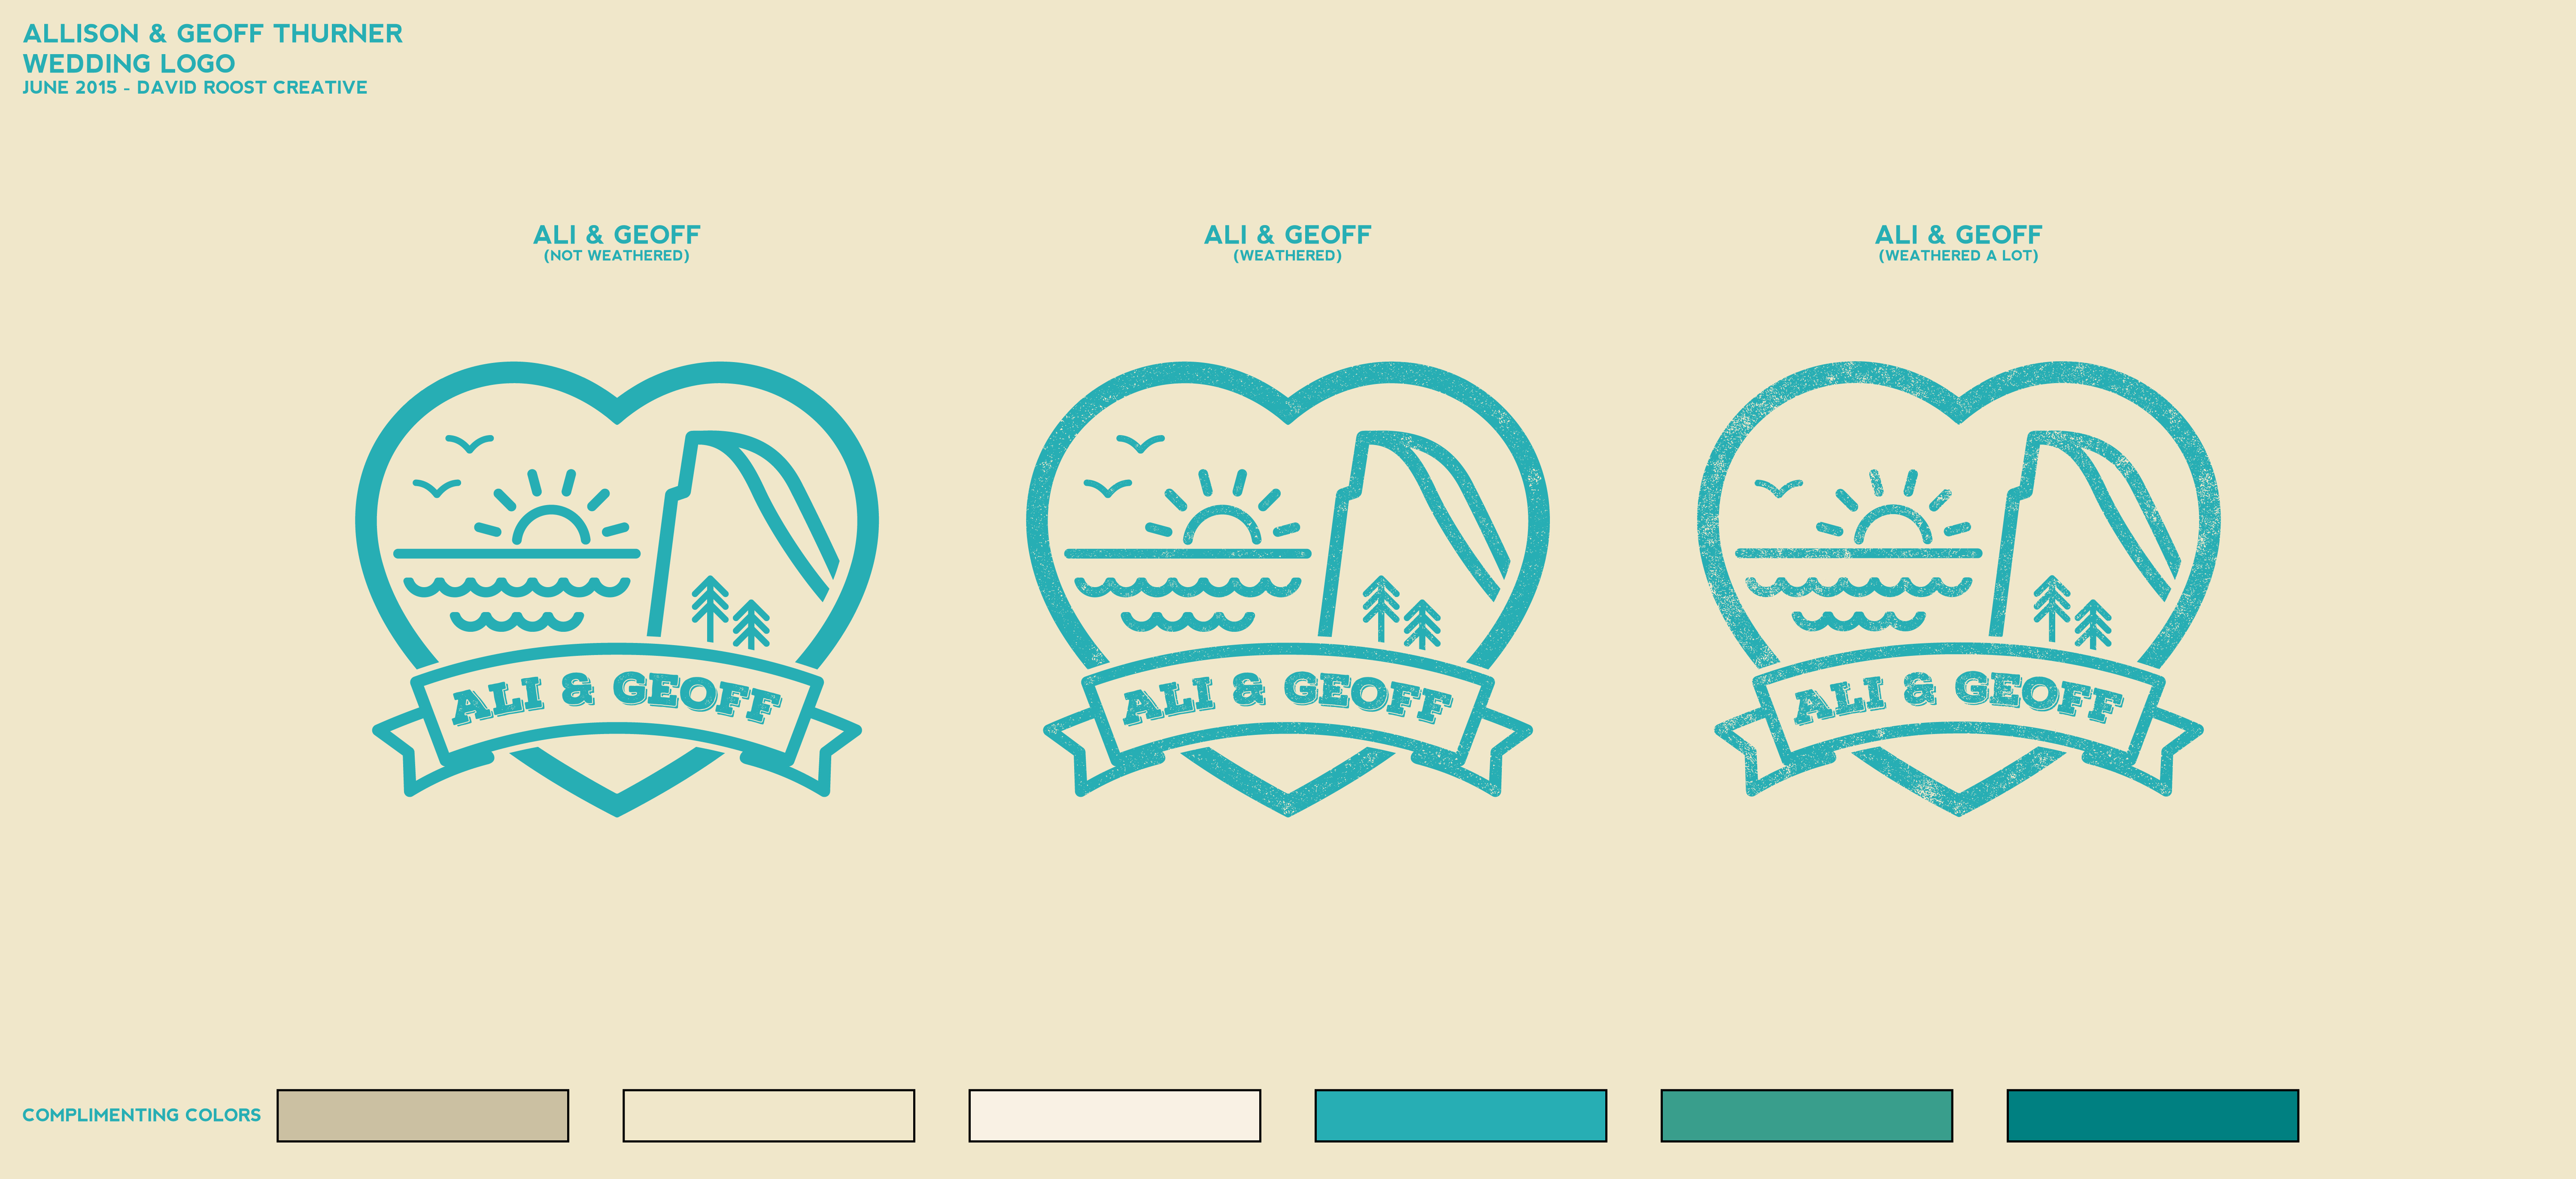 ALLISON & GEOFF THURNER
WEDDING LOGO
JUNE 2015 - DAVID ROOST CREATIVE
ALI & GEOFF
(NOT WEATHERED)
ALI & GEOFF
(WEATHERED)
ALI & GEOFF
(WEATHERED A LOT)
ALI & GEOFF
ALI & GEOFF
ALI & GEOFF
COMPLIMENTING COLORS